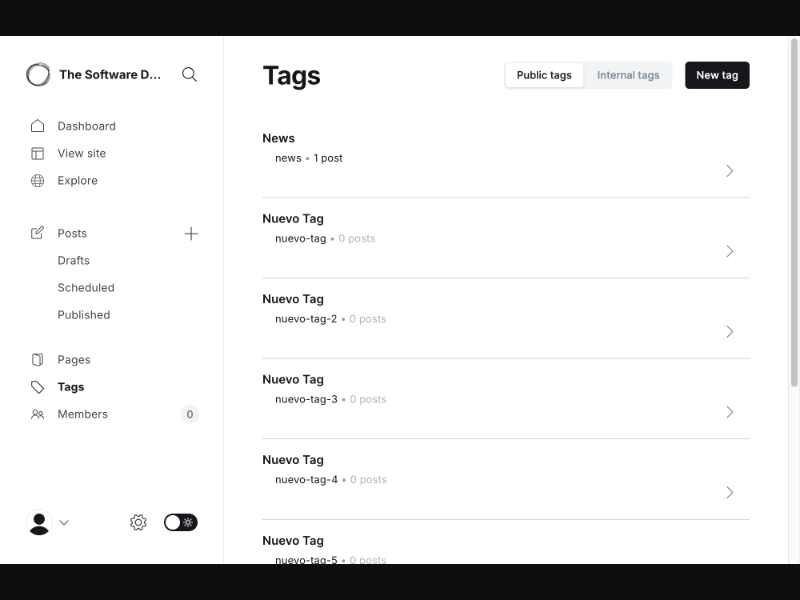 The Software D...
Dashboard
View site
Explore
Posts
Drafts
Scheduled
Published
Pages
Tags
Members
0
Tags
Public tags
Internal tags
New tag
News
news • 1 post
Nuevo Tag
nuevo-tag • 0 posts
Nuevo Tag
nuevo-tag-2 • 0 posts
Nuevo Tag
nuevo-tag-3 • 0 posts
Nuevo Tag
nuevo-tag-4 • 0 posts
Nuevo Tag
nuevo-tag-5 • 0 posts